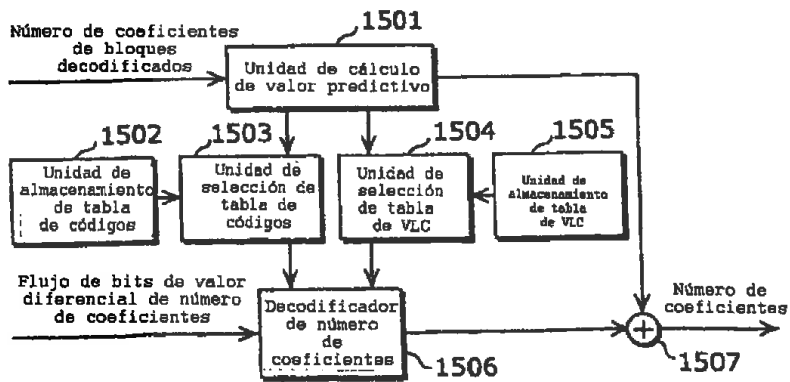 1501
Número de coeficientes
de bloques
decodificados
Unidad de cálculo
de valor predictivo
1502
1503
1504
1505
Unidad de
almacenamiento
de tabla
de códigos
Unidad de
selección de
tabla de
códigos
Unidad de
selección
de tabla
de VLC
Unidad de
almacenamiento
de tabla
de VLC
Flujo de bits de valor
diferencial de número
de coeficientes
Decodificador
de número
de
coeficientes
1506
Número de
coeficientes
+
1507